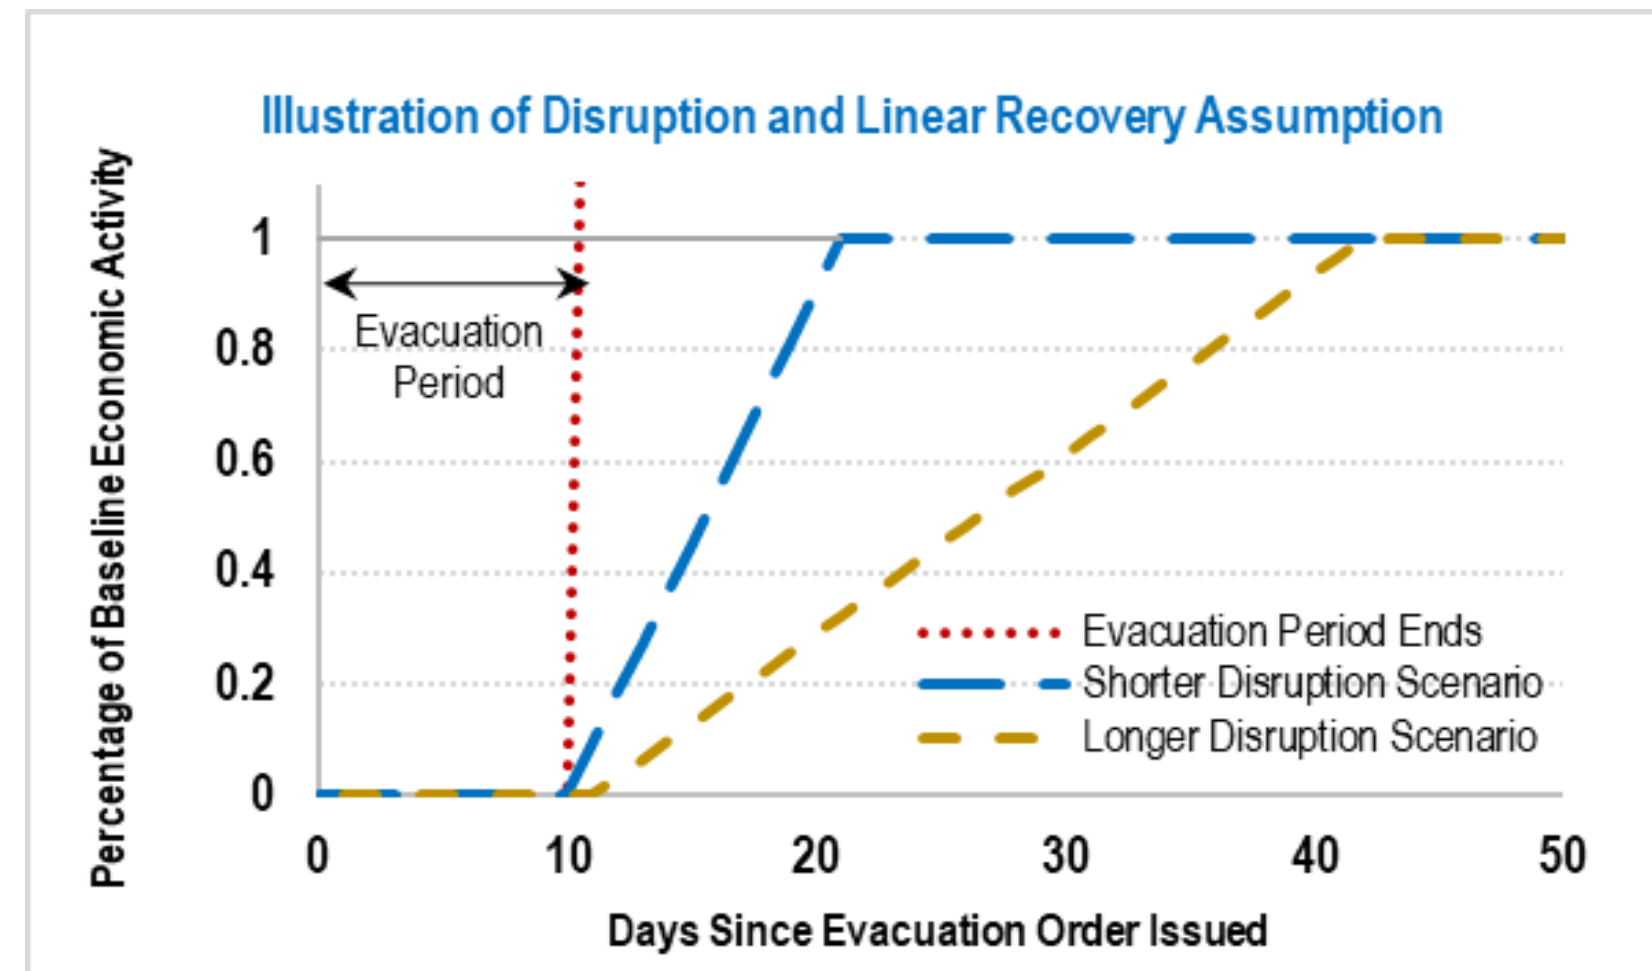 Illustration of Disruption and Linear Recovery Assumption
Percentage of Baseline Economic Activity
1
0.8
0.6
0.4
0.2
0
Evacuation
Period
Evacuation Period Ends
Shorter Disruption Scenario
Longer Disruption Scenario
0 10 20 30 40 50
Days Since Evacuation Order Issued